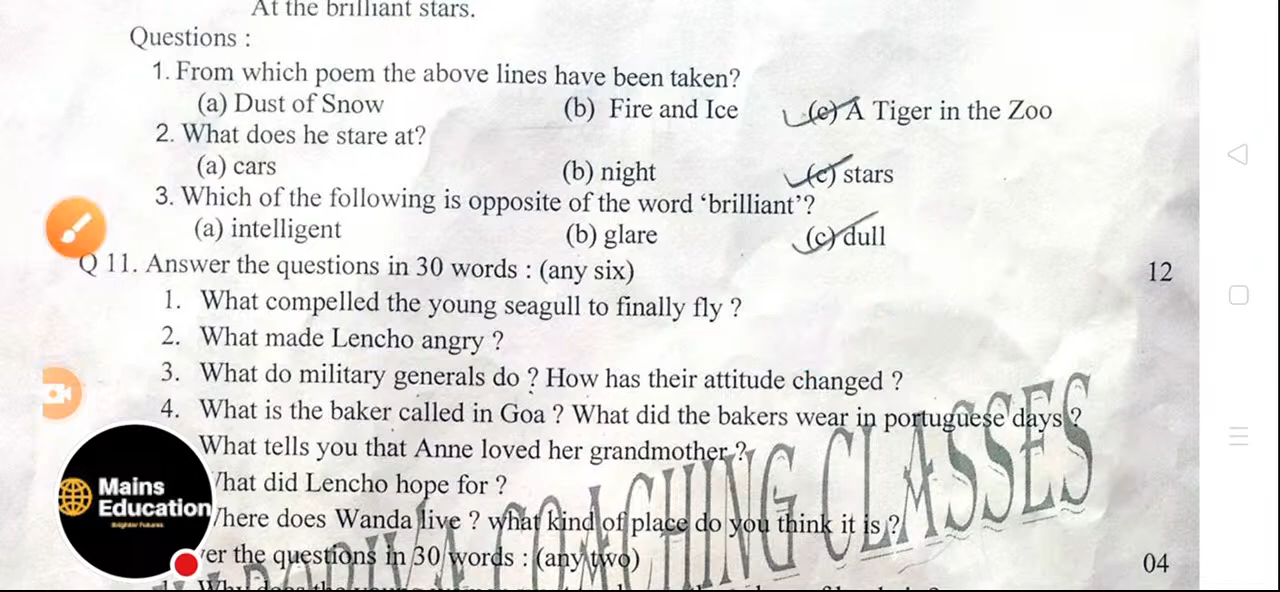 At the brilliant stars.
Questions :
1. From which poem the above lines have been taken?
(a) Dust of Snow (b) Fire and Ice (c) A Tiger in the Zoo
2. What does he stare at?
(a) cars (b) night (c) stars
3. Which of the following is opposite of the word ‘brilliant’?
(a) intelligent (b) glare (c) dull
Q 11. Answer the questions in 30 words : (any six) 12
1. What compelled the young seagull to finally fly ?
2. What made Lencho angry ?
3. What do military generals do ? How has their attitude changed ?
4. What is the baker called in Goa ? What did the bakers wear in portuguese days ?
What tells you that Anne loved her grandmother ?
hat did Lencho hope for ?
here does Wanda live ? what kind of place do you think it is ?
er the questions in 30 words : (any two) 04
COACHING CLASSES
Mains
Education
Brighter Futures